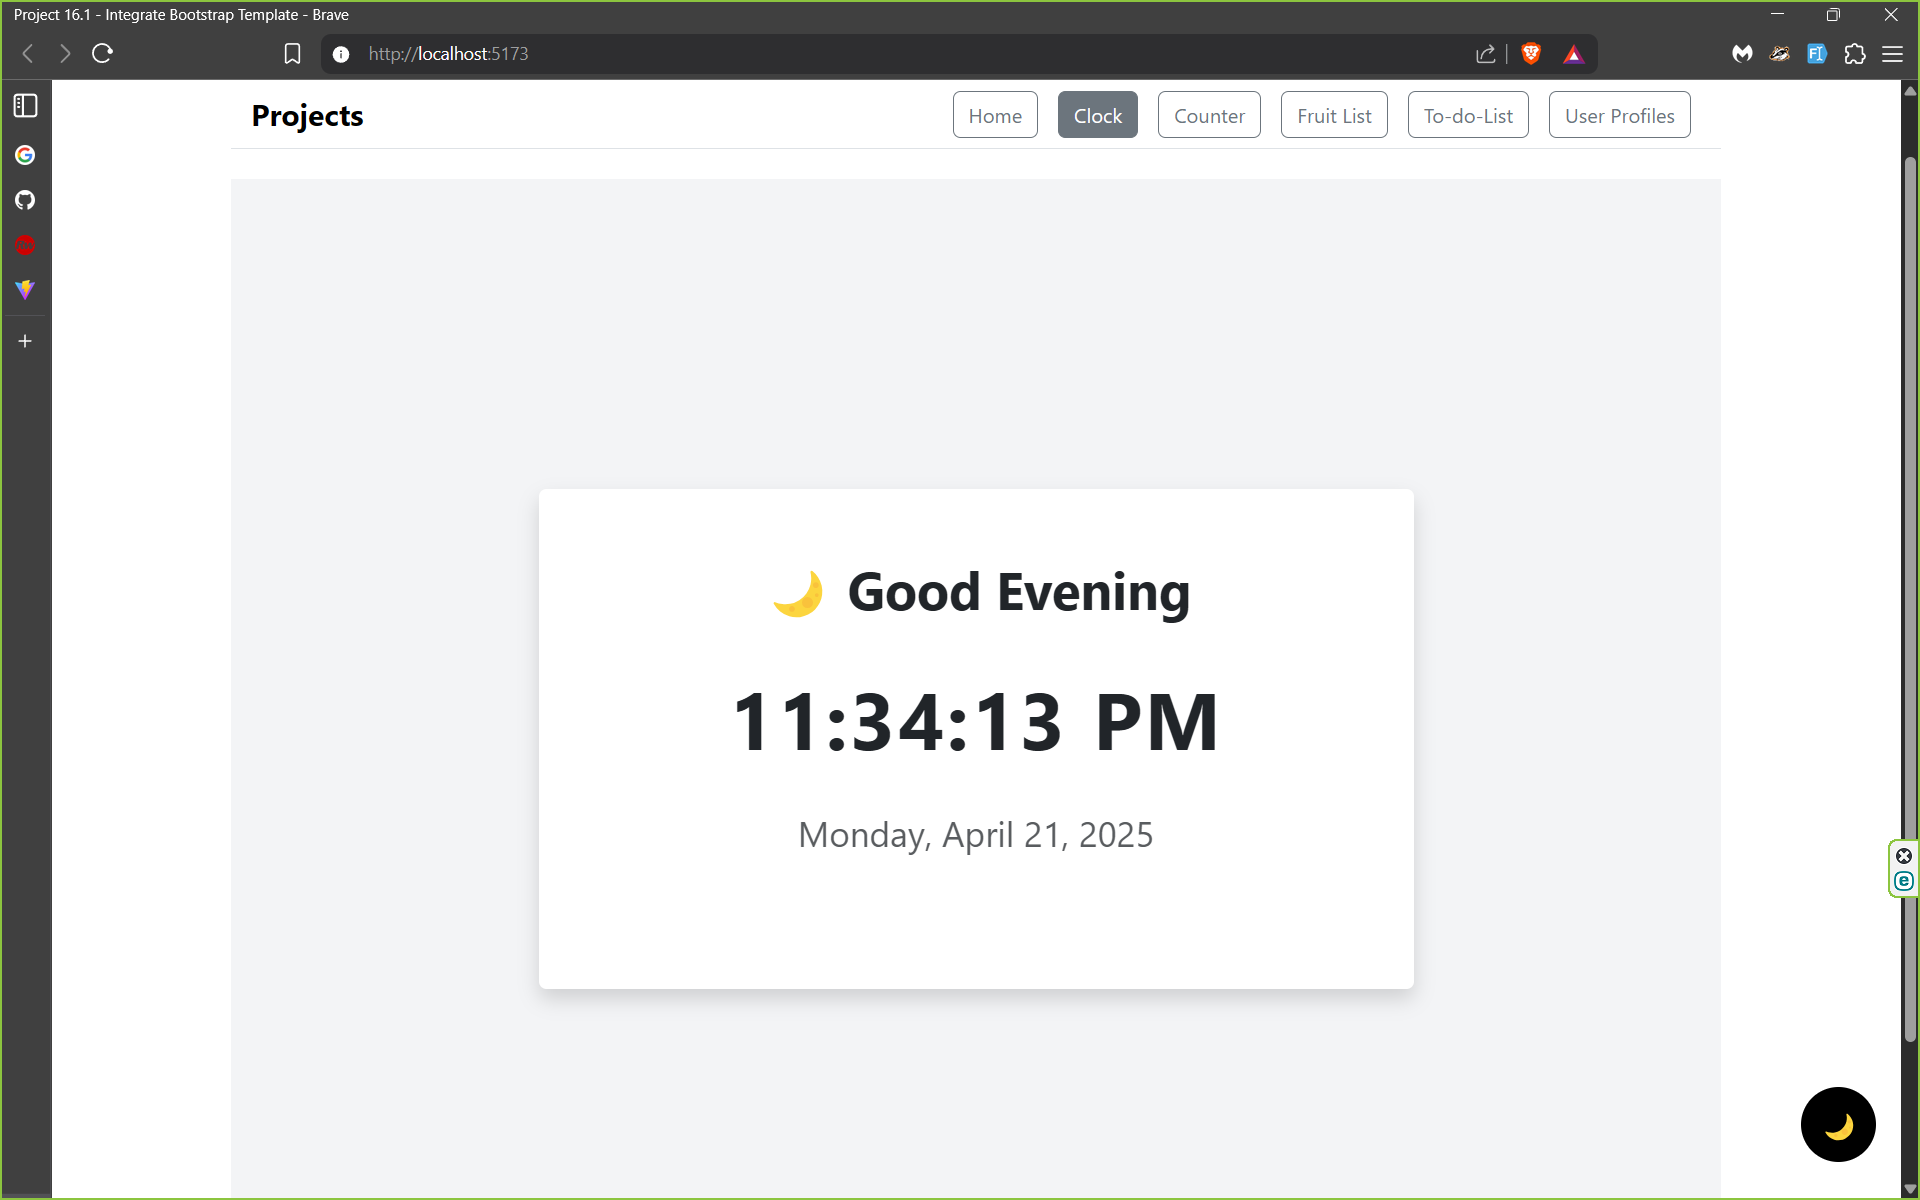 Project 16.1 - Integrate Bootstrap Template - Brave
http://localhost:5173
Projects
Home
Clock
Counter
Fruit List
To-do-List
User Profiles
🌙 Good Evening
11:34:13 PM
Monday, April 21, 2025